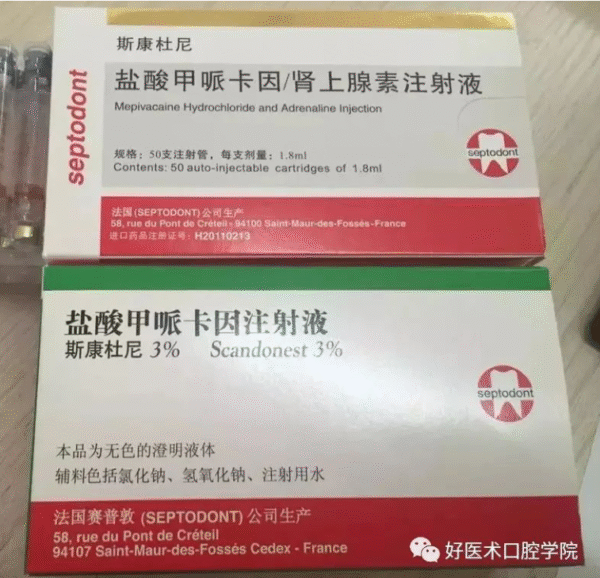 斯康杜尼
盐酸甲哌卡因/肾上腺素注射液
Mepivacaine Hydrochloride and Adrenaline Injection
septodont
规格：50支注射管，每支剂量：1.8ml
Contents: 50 auto-injectable cartridges of 1.8ml
septodont
法国 (SEPTODONT) 公司生产
58, rue du Pont de Créteil - 94100 Saint-Maur-des-Fossés-France
进口药品注册证号：H20110213
盐酸甲哌卡因注射液
斯康杜尼 3% Scandonest 3%
septodont
本品为无色的澄明液体
辅料色括氯化钠、氢氧化钠、注射用水
法国赛普敦 (SEPTODONT) 公司生产
58, rue du Pont de Créteil
94107 Saint-Maur-des-Fossés Cedex - France
好医术口腔学院